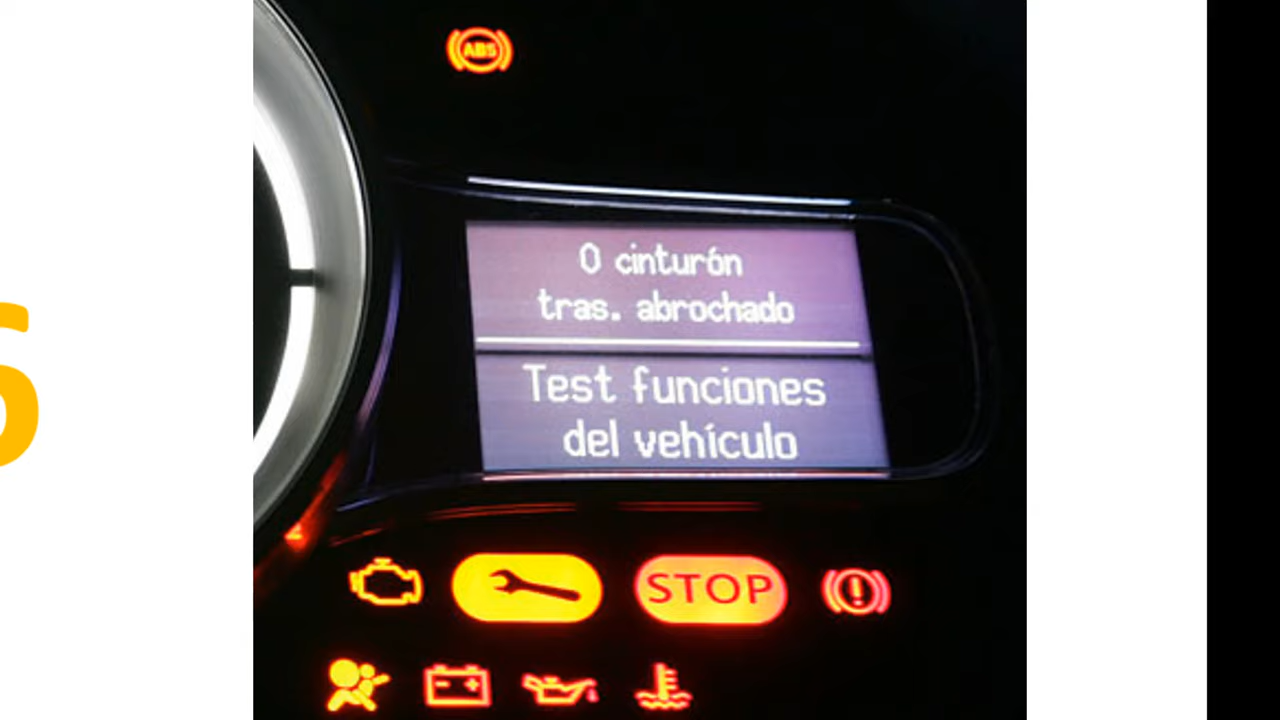 ABS
0 cinturón
tras. abrochado
Test funciones
del vehículo
STOP